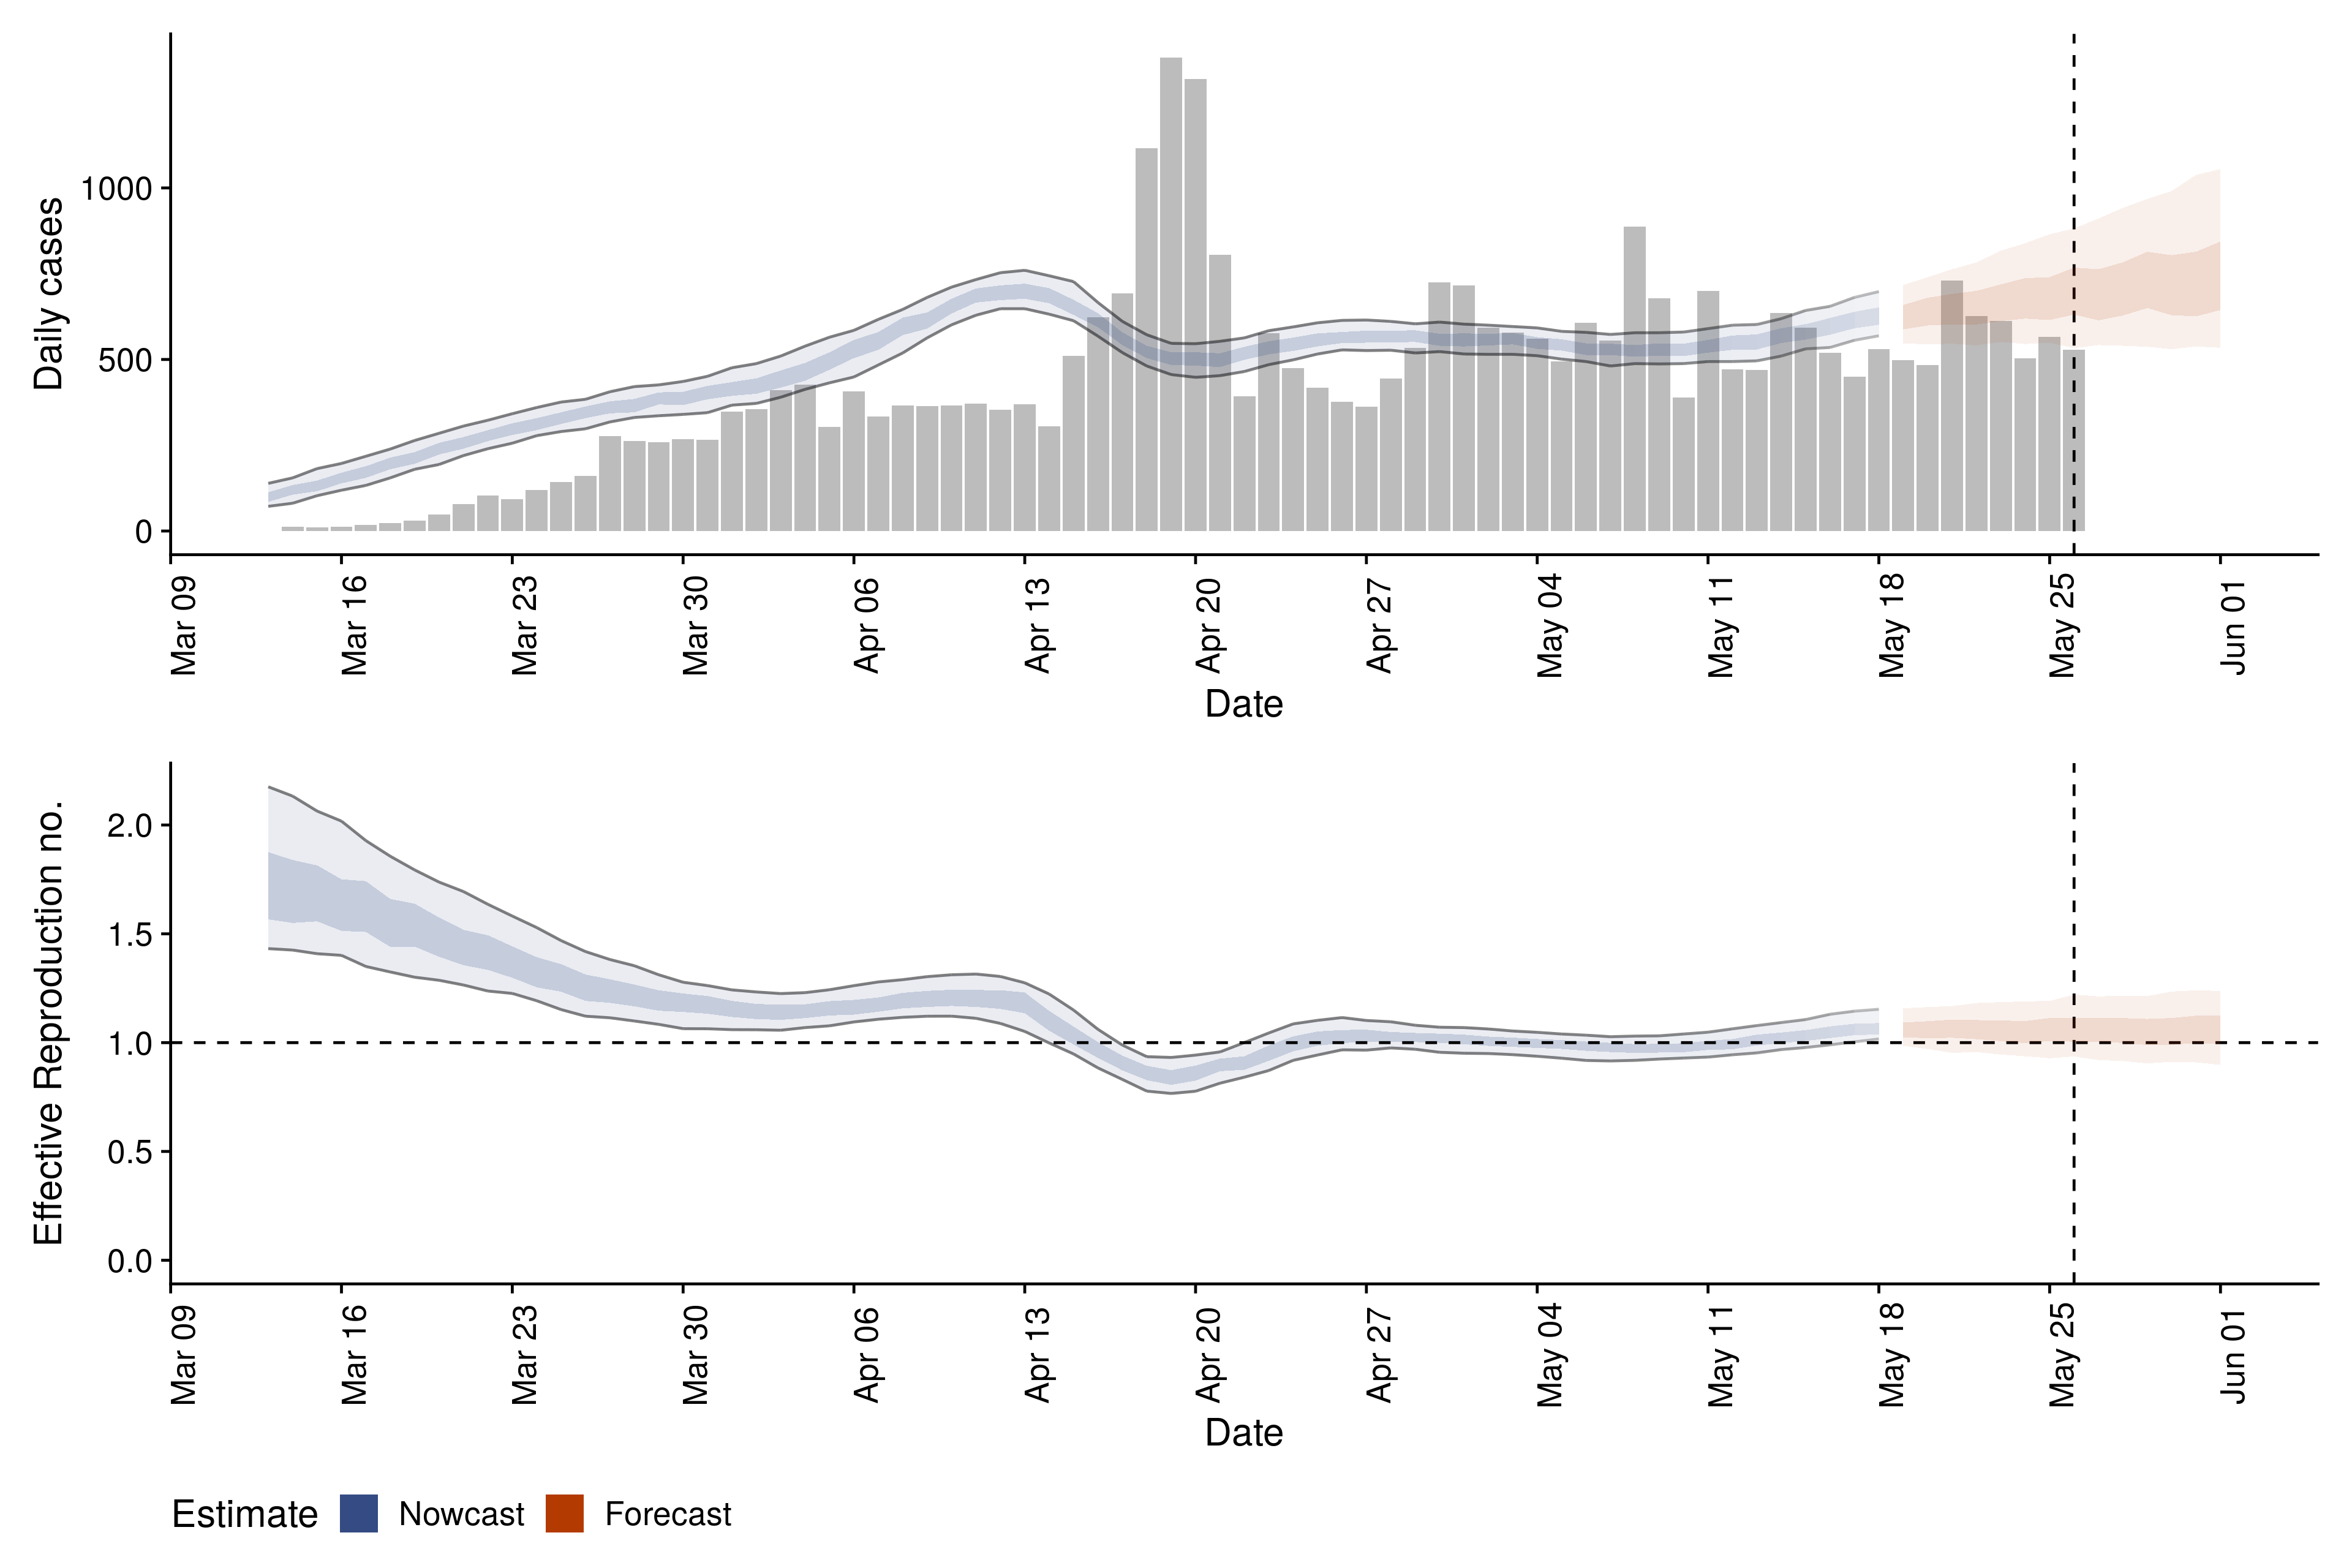 Daily cases
1000
500
0
Mar 09 Mar 16 Mar 23 Mar 30 Apr 06 Apr 13 Apr 20 Apr 27 May 04 May 11 May 18 May 25 Jun 01
Date
Effective Reproduction no.
2.0
1.5
1.0
0.5
0.0
Mar 09 Mar 16 Mar 23 Mar 30 Apr 06 Apr 13 Apr 20 Apr 27 May 04 May 11 May 18 May 25 Jun 01
Date
Estimate Nowcast Forecast